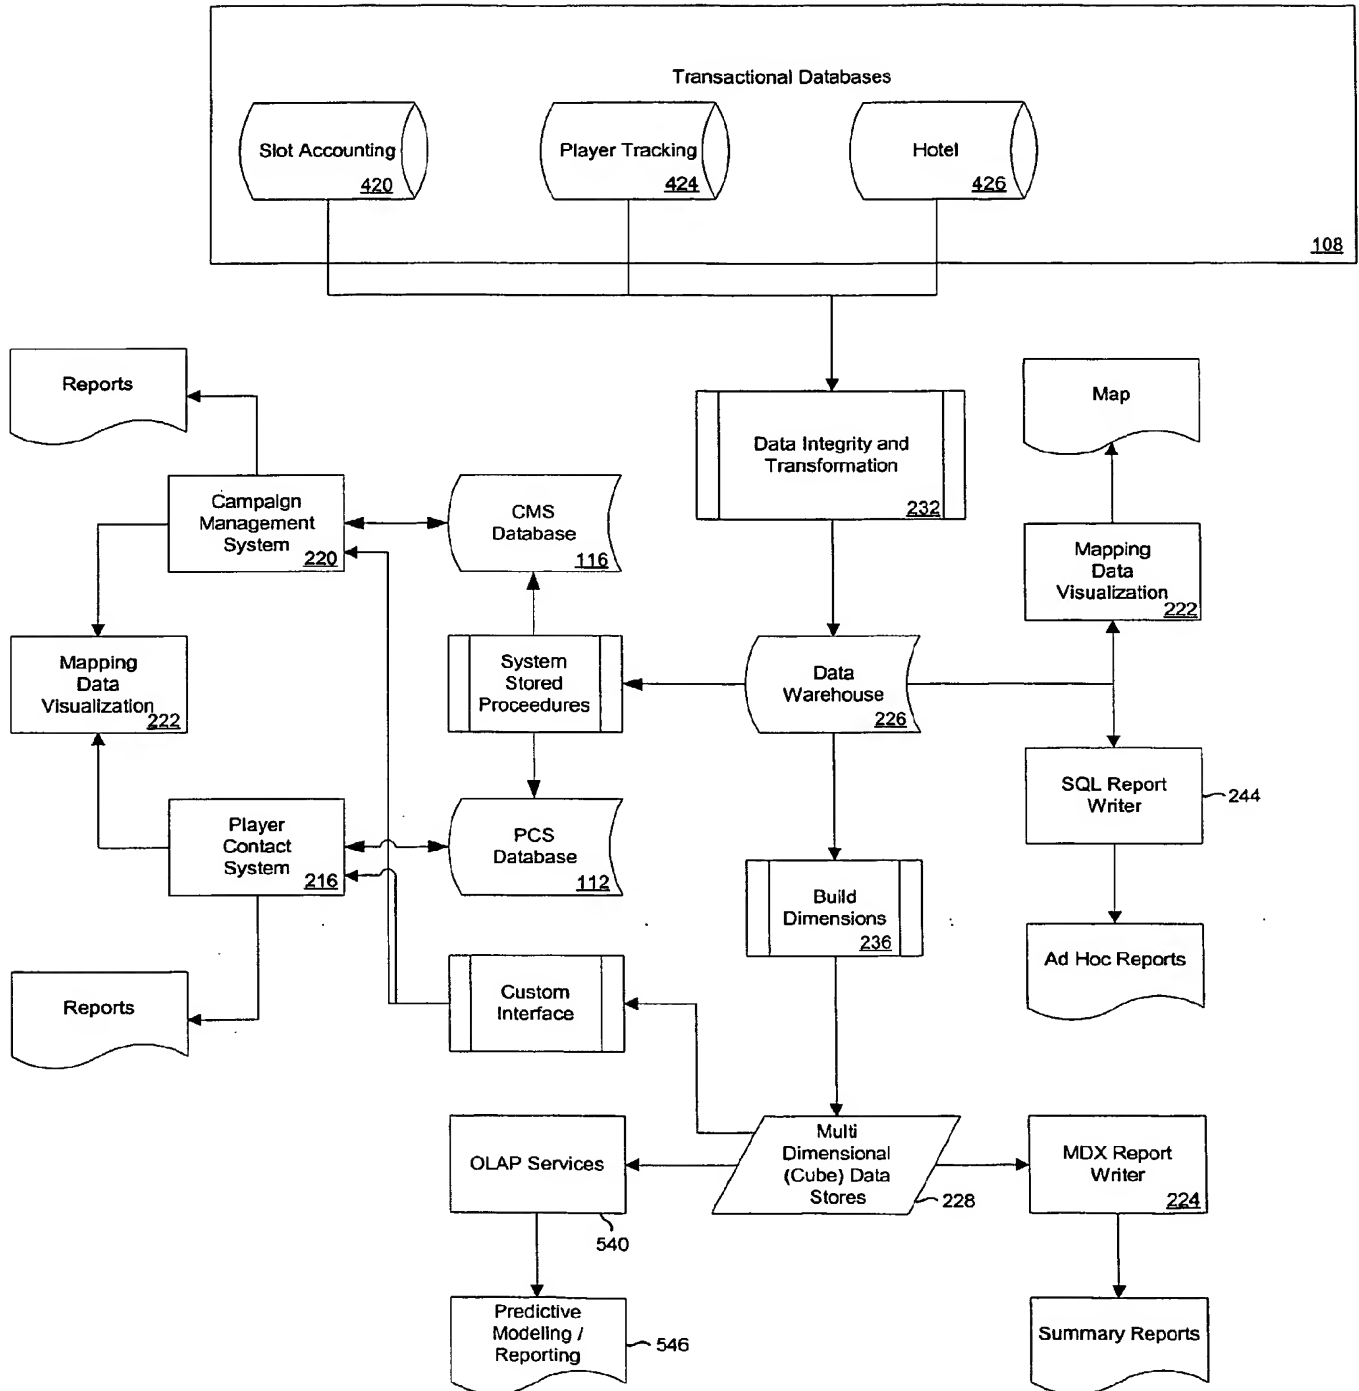 Transactional Databases
Slot Accounting
420
Player Tracking
424
Hotel
426
108
Reports
Map
Data Integrity and
Transformation
232
Campaign
Management
System
220
CMS
Database
116
Mapping
Data
Visualization
222
Mapping
Data
Visualization
222
System
Stored
Proceedures
Data
Warehouse
226
SQL Report
Writer
244
Player
Contact
System
216
PCS
Database
112
Build
Dimensions
236
Ad Hoc Reports
Reports
Custom
Interface
OLAP Services
540
Multi
Dimensional
(Cube) Data
Stores
228
MDX Report
Writer
224
Predictive
Modeling /
Reporting
546
Summary Reports